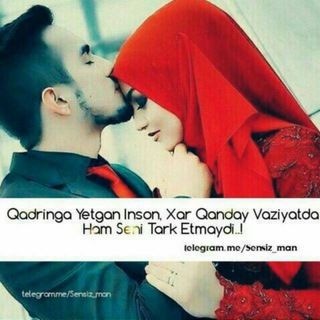 Qadringa Yetgan Inson, Xar Qanday Vaziyatda
Ham Seni Tark Etmaydi..!
telegram.me/Sensiz_man
telegram.me/Sensiz_man